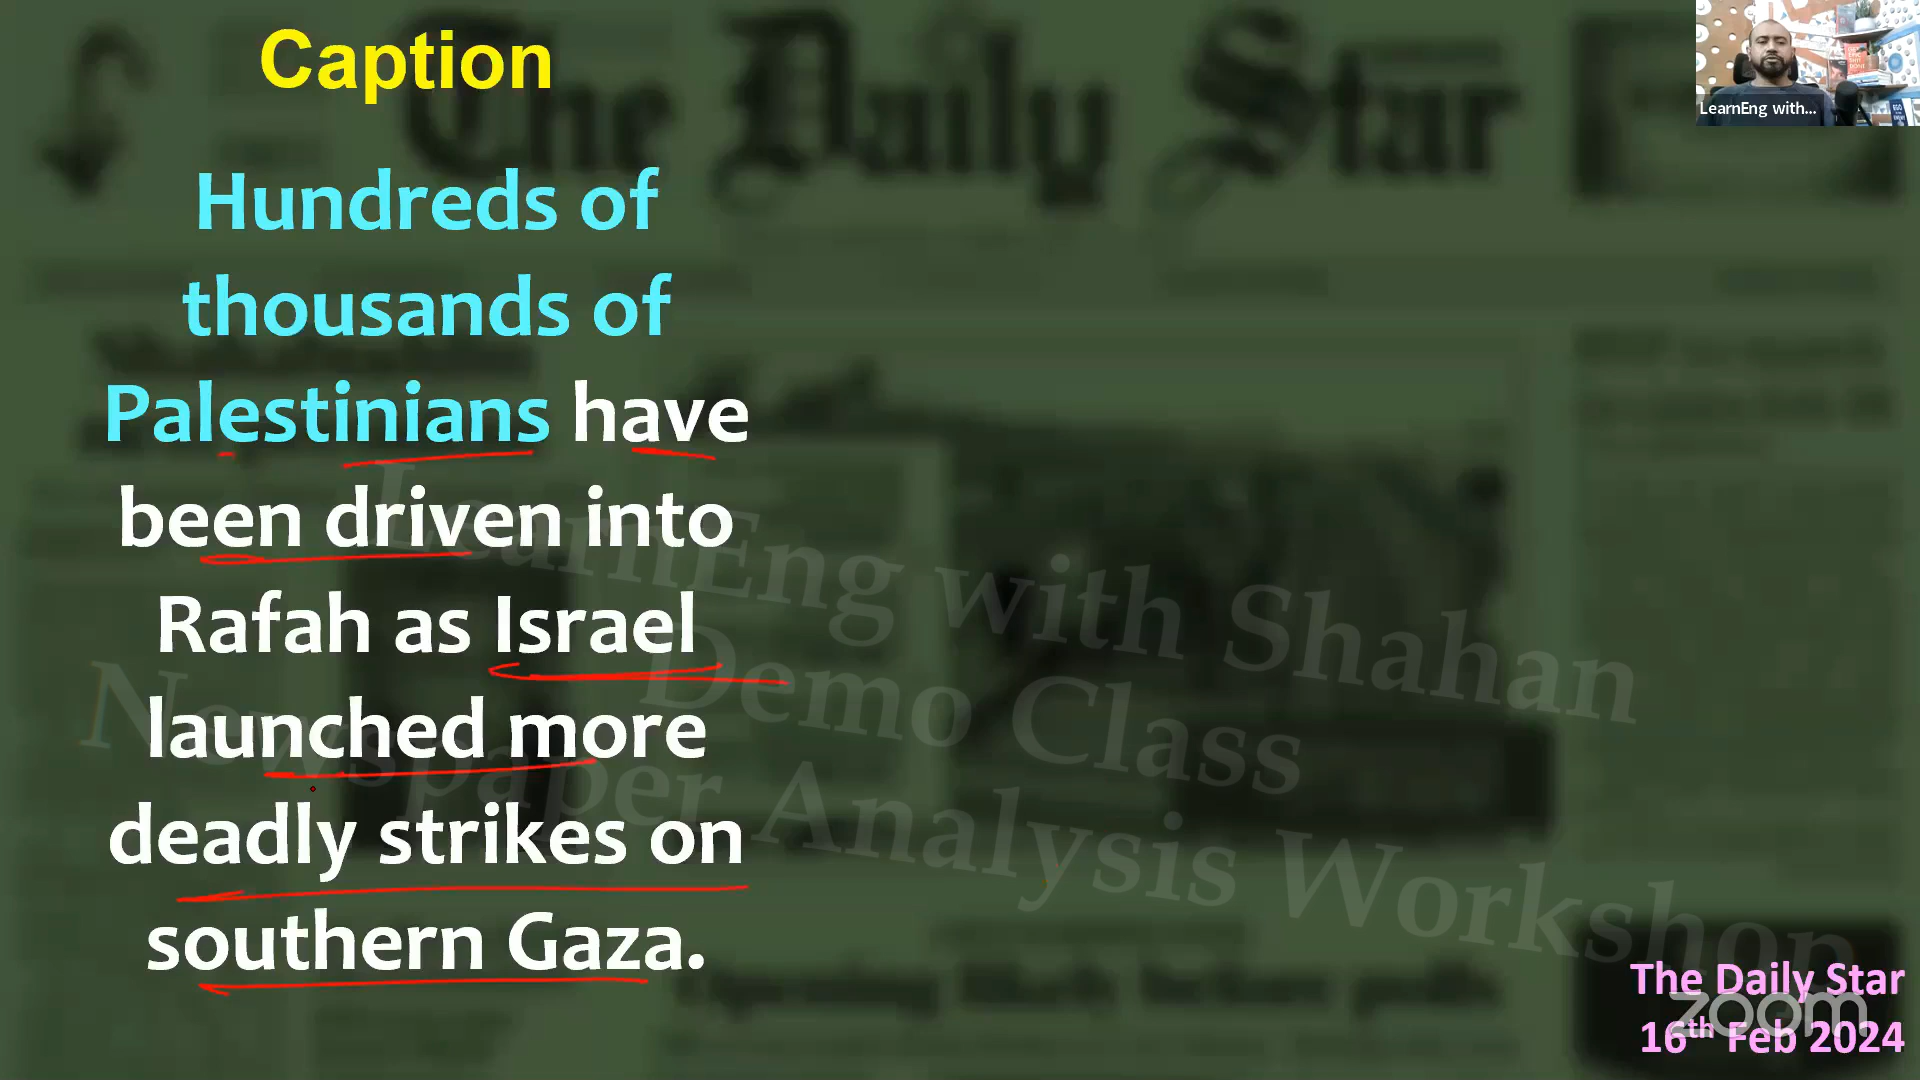 Caption
The Daily Star
LearnEng with...
Hundreds of
thousands of
Palestinians have
been driven into
Rafah as Israel
launched more
deadly strikes on
southern Gaza.
LearnEng with Shahan
Demo Class
Newspaper Analysis Workshop
The Daily Star
zoom
16th Feb 2024